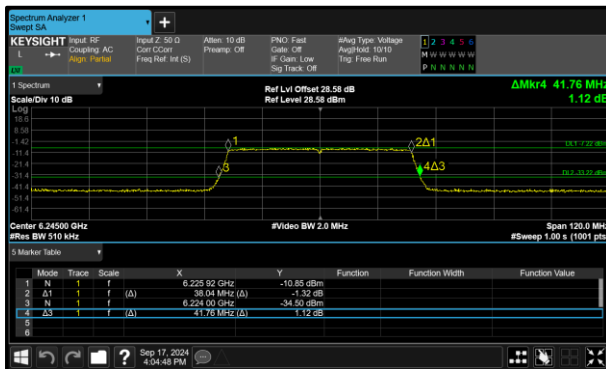 Spectrum Analyzer 1
Swept SA
+
KEYSIGHT Input: RF Input Z: 50 Ω Atten: 10 dB PNO: Fast #Avg Type: Voltage 1 2 3 4 5 6
L Coupling: AC Corr CCorr Preamp: Off Gate: Off Avg|Hold: 10/10 M W W W W W
Align: Partial Freq Ref: Int (S) IF Gain: Low Trig: Free Run
Sig Track: Off P N N N N N
1 Spectrum
Scale/Div 10 dB
Ref Lvl Offset 28.58 dB
Ref Level 28.58 dBm
ΔMkr4 41.76 MHz
1.12 dB
Log
18.6
8.58
-1.42
-11.4
-21.4
-31.4
-41.4
-51.4
-61.4
1
2Δ1
3
4Δ3
DL1 -7.22 dBm
DL2 -33.22 dBm
Center 6.24500 GHz #Video BW 2.0 MHz Span 120.0 MHz
#Res BW 510 kHz #Sweep 1.00 s (1001 pts)
5 Marker Table
Mode Trace Scale X Y Function Function Width Function Value
1 N 1 f 6.225 92 GHz -10.85 dBm
2 Δ1 1 f (Δ) 38.04 MHz (Δ) -1.32 dB
3 N 1 f 6.224 00 GHz -34.50 dBm
4 Δ3 1 f (Δ) 41.76 MHz (Δ) 1.12 dB
5
6
?
Sep 17, 2024
4:04:48 PM